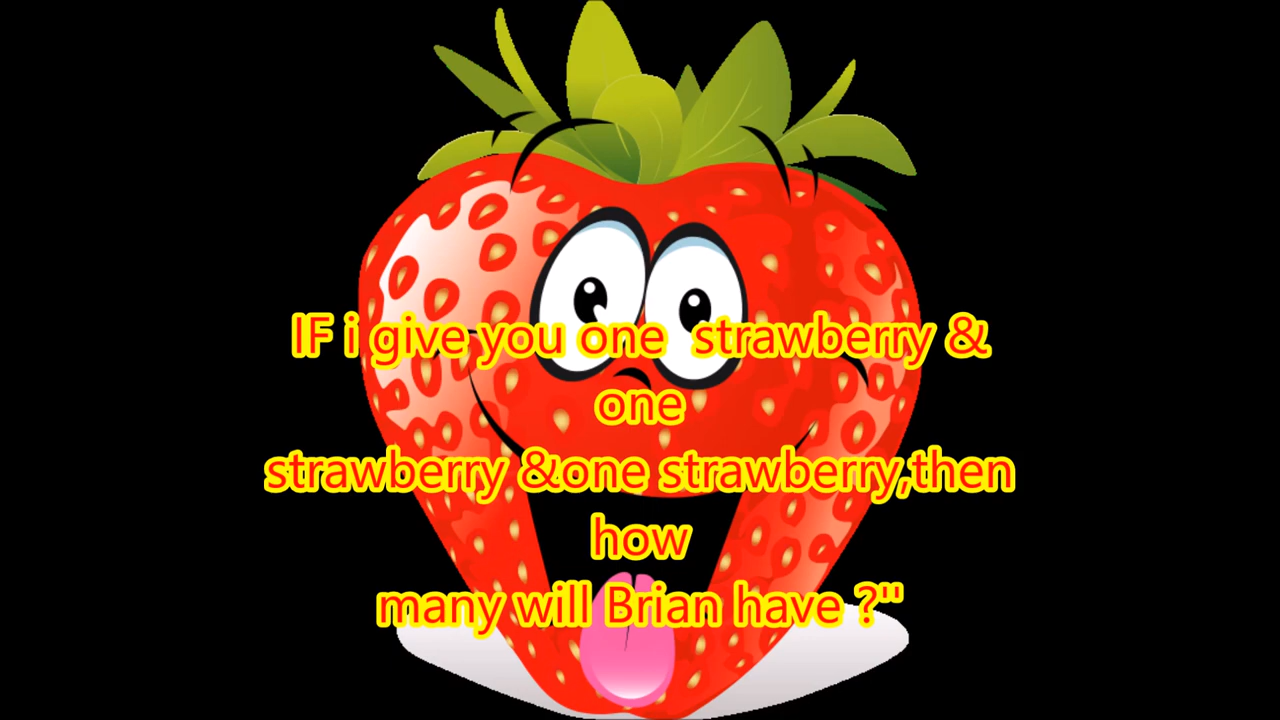 IF i give you one  strawberry &
one
strawberry &one strawberry,then
how
many will Brian have ?"